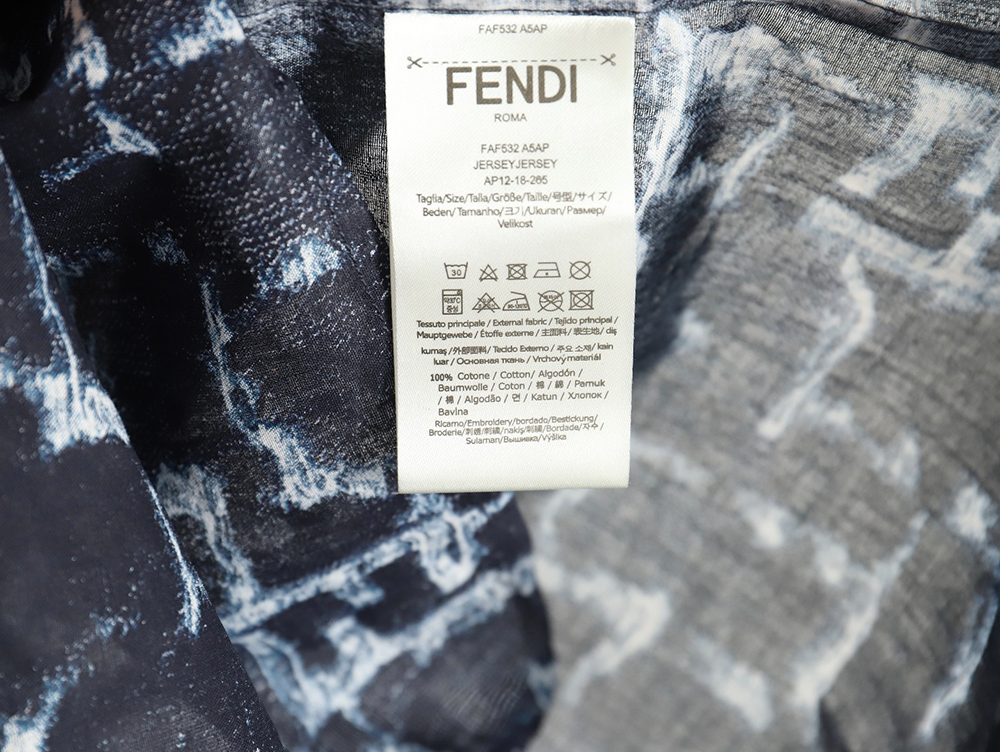 FAF532 A5AP
FENDI
ROMA
FAF532 A5AP
JERSEYJERSEY
AP12-18-265
Taglia/Size/Talla/Größe/Taille/号型/サイズ/
Beden/Tamanho/크기/Ukuran/Размер/
Velikost
30
Tessuto principale / External fabric / Tejido principal /
Mauptgewebe / Étoffe externe / 主面料 / 表生地 / diş
kumaş /外部面料/ Tecido Externo / 주요 소재/ kain
luar / Основная ткань / Vrchový materiál
100% Cotone / Cotton/ Algodón /
Baumwolle / Coton / 棉 / 綿 / Pamuk
/ 棉 / Algodão / 면 / Katun / Хлопок /
Bavlna
Ricamo/Embroidery/bordado/Bestickung/
Broderie/刺绣/刺繍/nakiş/刺繡/Bordade/자수/
Sulaman/Вышивка/Výšivka